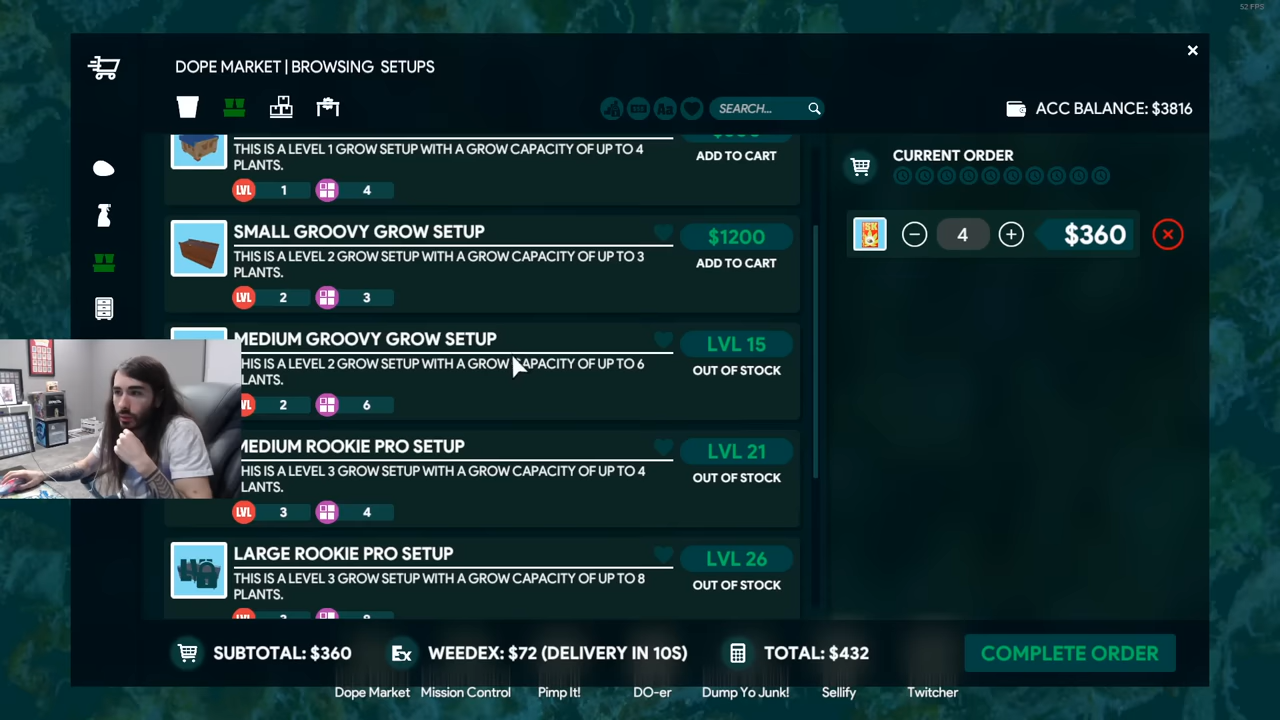 52 FPS
DOPE MARKET | BROWSING SETUPS
SEARCH...
ACC BALANCE: $3816
THIS IS A LEVEL 1 GROW SETUP WITH A GROW CAPACITY OF UP TO 4
PLANTS.
ADD TO CART
LVL 1 4
SMALL GROOVY GROW SETUP
$1200
THIS IS A LEVEL 2 GROW SETUP WITH A GROW CAPACITY OF UP TO 3
PLANTS.
ADD TO CART
LVL 2 3
MEDIUM GROOVY GROW SETUP
LVL 15
HIS IS A LEVEL 2 GROW SETUP WITH A GROW CAPACITY OF UP TO 6
LANTS.
OUT OF STOCK
2 6
MEDIUM ROOKIE PRO SETUP
LVL 21
HIS IS A LEVEL 3 GROW SETUP WITH A GROW CAPACITY OF UP TO 4
LANTS.
OUT OF STOCK
LVL 3 4
LARGE ROOKIE PRO SETUP
LVL 26
THIS IS A LEVEL 3 GROW SETUP WITH A GROW CAPACITY OF UP TO 8
PLANTS.
OUT OF STOCK
CURRENT ORDER
5K
4
$360
SUBTOTAL: $360
Ex WEEDEX: $72 (DELIVERY IN 10S)
TOTAL: $432
COMPLETE ORDER
Dope Market Mission Control Pimp It! DO-er Dump Yo Junk! Sellify Twitcher